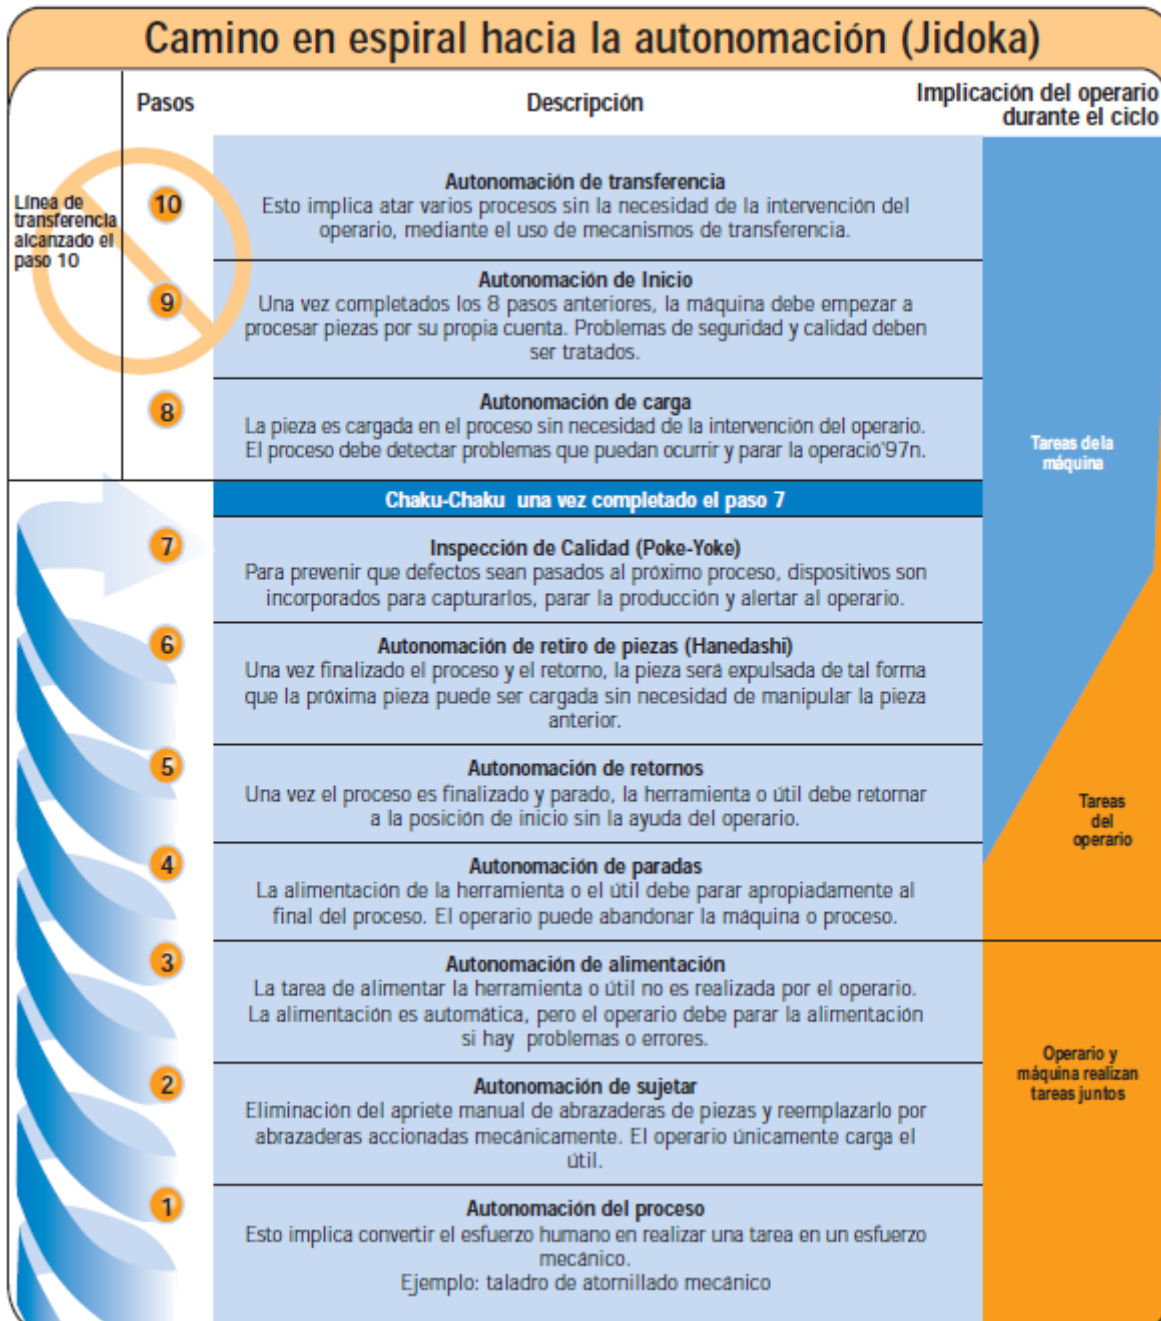 Camino en espiral hacia la autonomación (Jidoka)
Pasos
Descripción
Implicación del operario
durante el ciclo
Línea de
transferencia
alcanzado el
paso 10
10
Autonomación de transferencia
Esto implica atar varios procesos sin la necesidad de la intervención del
operario, mediante el uso de mecanismos de transferencia.
9
Autonomación de Inicio
Una vez completados los 8 pasos anteriores, la máquina debe empezar a
procesar piezas por su propia cuenta. Problemas de seguridad y calidad deben
ser tratados.
8
Autonomación de carga
La pieza es cargada en el proceso sin necesidad de la intervención del operario.
El proceso debe detectar problemas que puedan ocurrir y parar la operació'97n.
Tareas dela
máquina
Chaku-Chaku una vez completado el paso 7
7
Inspección de Calidad (Poke-Yoke)
Para prevenir que defectos sean pasados al próximo proceso, dispositivos son
incorporados para capturarlos, parar la producción y alertar al operario.
6
Autonomación de retiro de piezas (Hanedashi)
Una vez finalizado el proceso y el retorno, la pieza será expulsada de tal forma
que la próxima pieza puede ser cargada sin necesidad de manipular la pieza
anterior.
5
Autonomación de retornos
Una vez el proceso es finalizado y parado, la herramienta o útil debe retornar
a la posición de inicio sin la ayuda del operario.
Tareas
del
operario
4
Autonomación de paradas
La alimentación de la herramienta o el útil debe parar apropiadamente al
final del proceso. El operario puede abandonar la máquina o proceso.
3
Autonomación de alimentación
La tarea de alimentar la herramienta o útil no es realizada por el operario.
La alimentación es automática, pero el operario debe parar la alimentación
si hay problemas o errores.
Operario y
máquina realizan
tareas juntos
2
Autonomación de sujetar
Eliminación del apriete manual de abrazaderas de piezas y reemplazarlo por
abrazaderas accionadas mecánicamente. El operario únicamente carga el
útil.
1
Autonomación del proceso
Esto implica convertir el esfuerzo humano en realizar una tarea en un esfuerzo
mecánico.
Ejemplo: taladro de atornillado mecánico